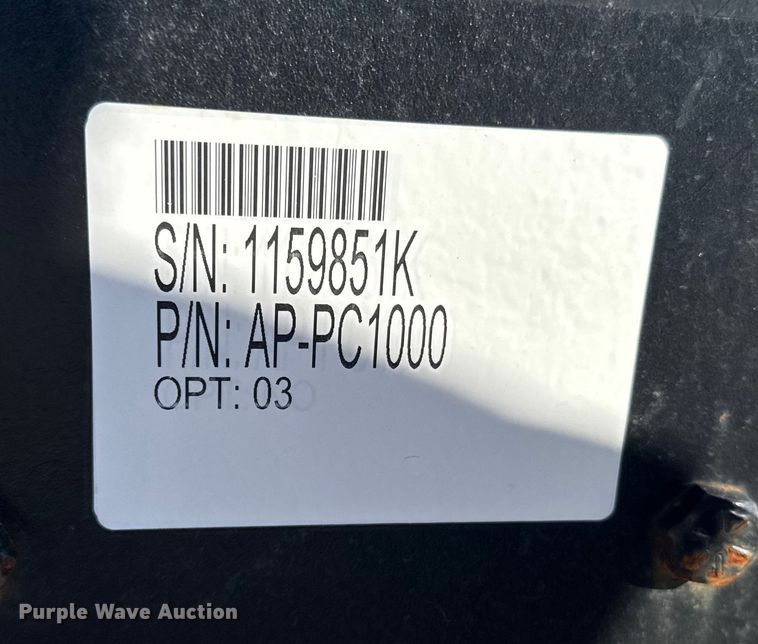 S/N: 1159851K
P/N: AP-PC1000
OPT: 03
Purple Wave Auction